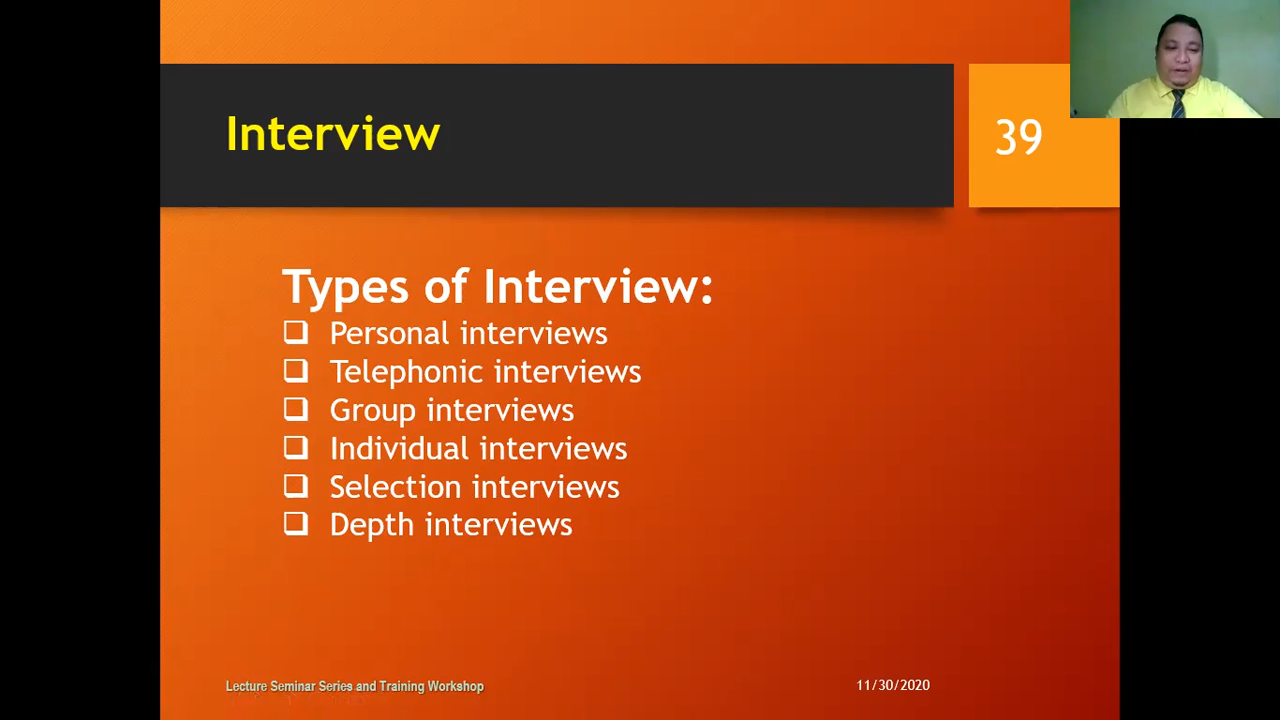 Interview
39
Types of Interview:
Personal interviews
Telephonic interviews
Group interviews
Individual interviews
Selection interviews
Depth interviews
Lecture Seminar Series and Training Workshop
11/30/2020